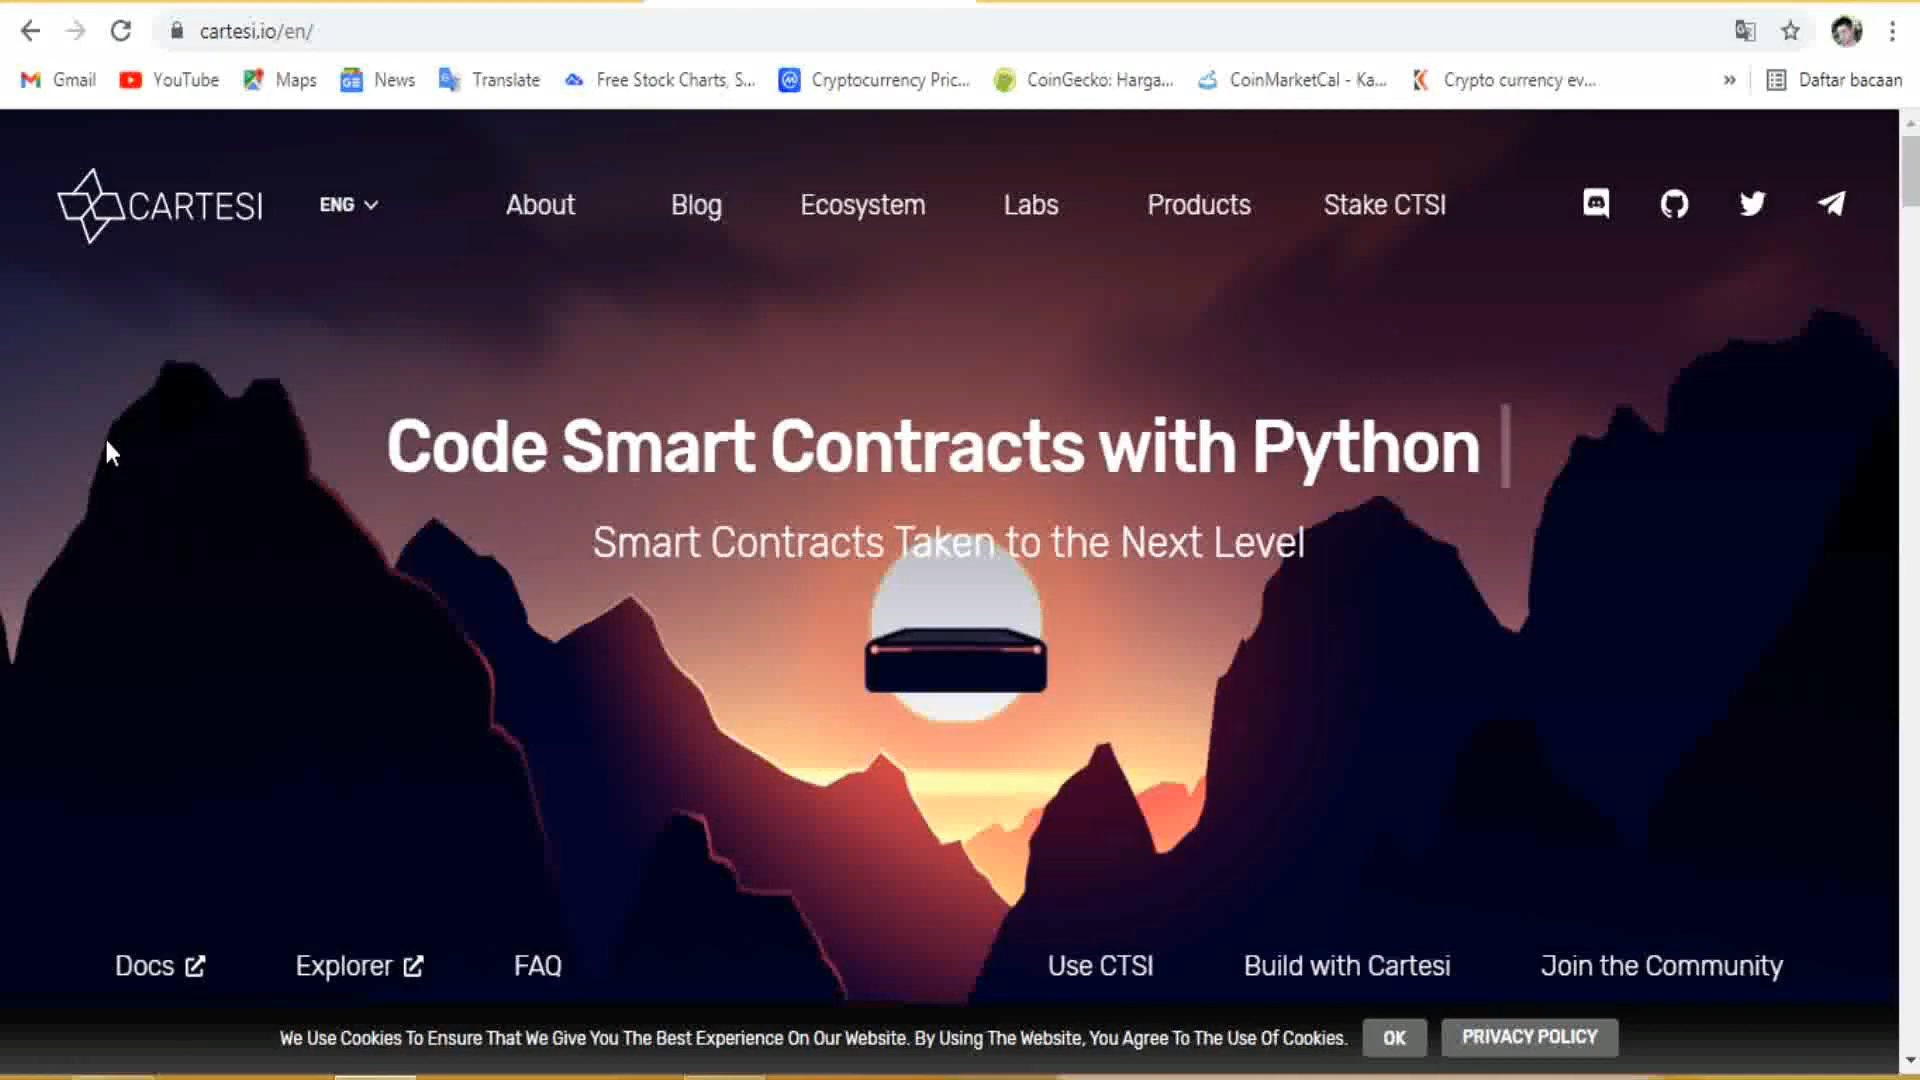 cartesi.io/en/
Gmail YouTube Maps News Translate Free Stock Charts, S... Cryptocurrency Pric... CoinGecko: Harga... CoinMarketCal - Ka... Crypto currency ev... » Daftar bacaan
CARTESI ENG About Blog Ecosystem Labs Products Stake CTSI
Code Smart Contracts with Python
Smart Contracts Taken to the Next Level
Docs Explorer FAQ Use CTSI Build with Cartesi Join the Community
We Use Cookies To Ensure That We Give You The Best Experience On Our Website. By Using The Website, You Agree To The Use Of Cookies. OK PRIVACY POLICY